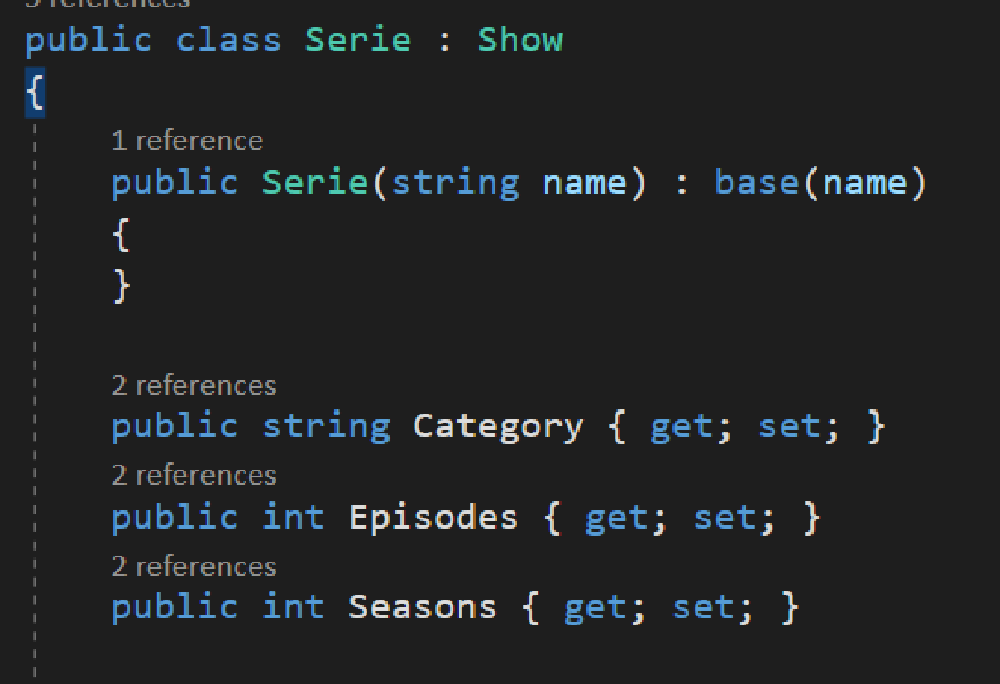 references
public class Serie : Show
{
1 reference
public Serie(string name) : base(name)
{
}
2 references
public string Category { get; set; }
2 references
public int Episodes { get; set; }
2 references
public int Seasons { get; set; }